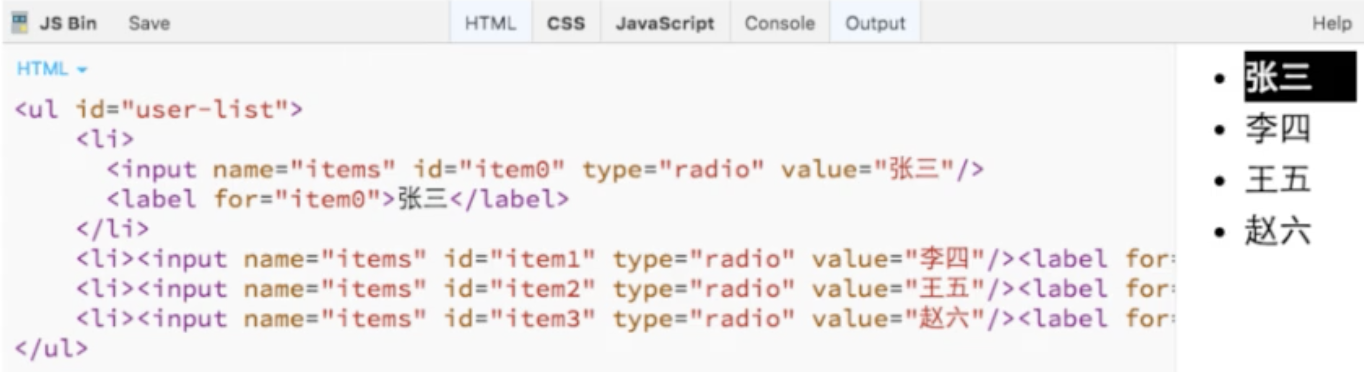 JS Bin Save HTML CSS JavaScript Console Output Help
HTML
<ul id="user-list">
<li>
<input name="items" id="item0" type="radio" value="张三"/>
<label for="item0">张三</label>
</li>
<li><input name="items" id="item1" type="radio" value="李四"/><label for
<li><input name="items" id="item2" type="radio" value="王五"/><label for
<li><input name="items" id="item3" type="radio" value="赵六"/><label for
</ul>
张三
李四
王五
赵六